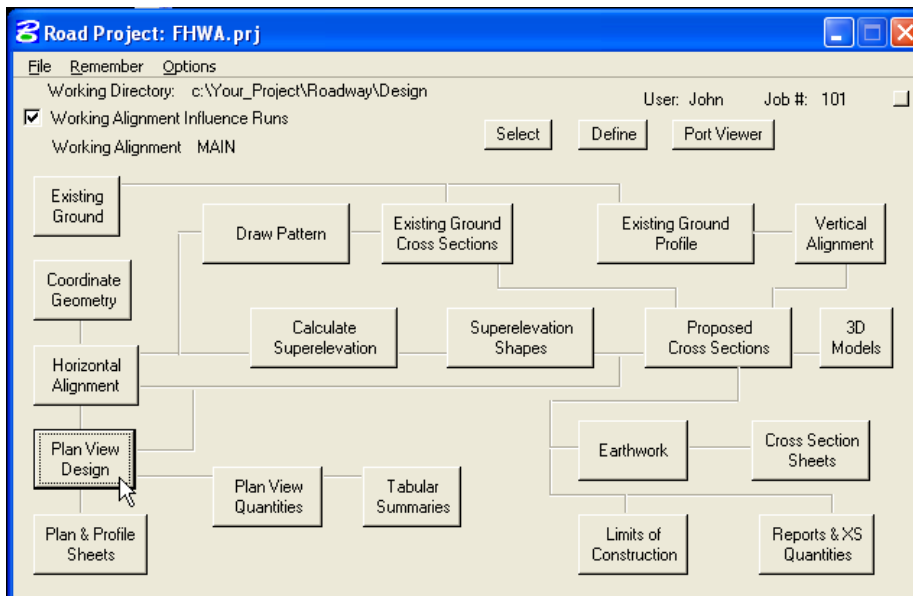 Road Project: FHWA.prj
File Remember Options
Working Directory: c:\Your_Project\Roadway\Design
User: John Job #: 101
Working Alignment Influence Runs
Working Alignment MAIN
Select Define Port Viewer
Existing
Ground
Draw Pattern
Existing Ground
Cross Sections
Existing Ground
Profile
Vertical
Alignment
Coordinate
Geometry
Calculate
Superelevation
Superelevation
Shapes
Proposed
Cross Sections
3D
Models
Horizontal
Alignment
Plan View
Design
Earthwork
Cross Section
Sheets
Plan View
Quantities
Tabular
Summaries
Plan & Profile
Sheets
Limits of
Construction
Reports & XS
Quantities